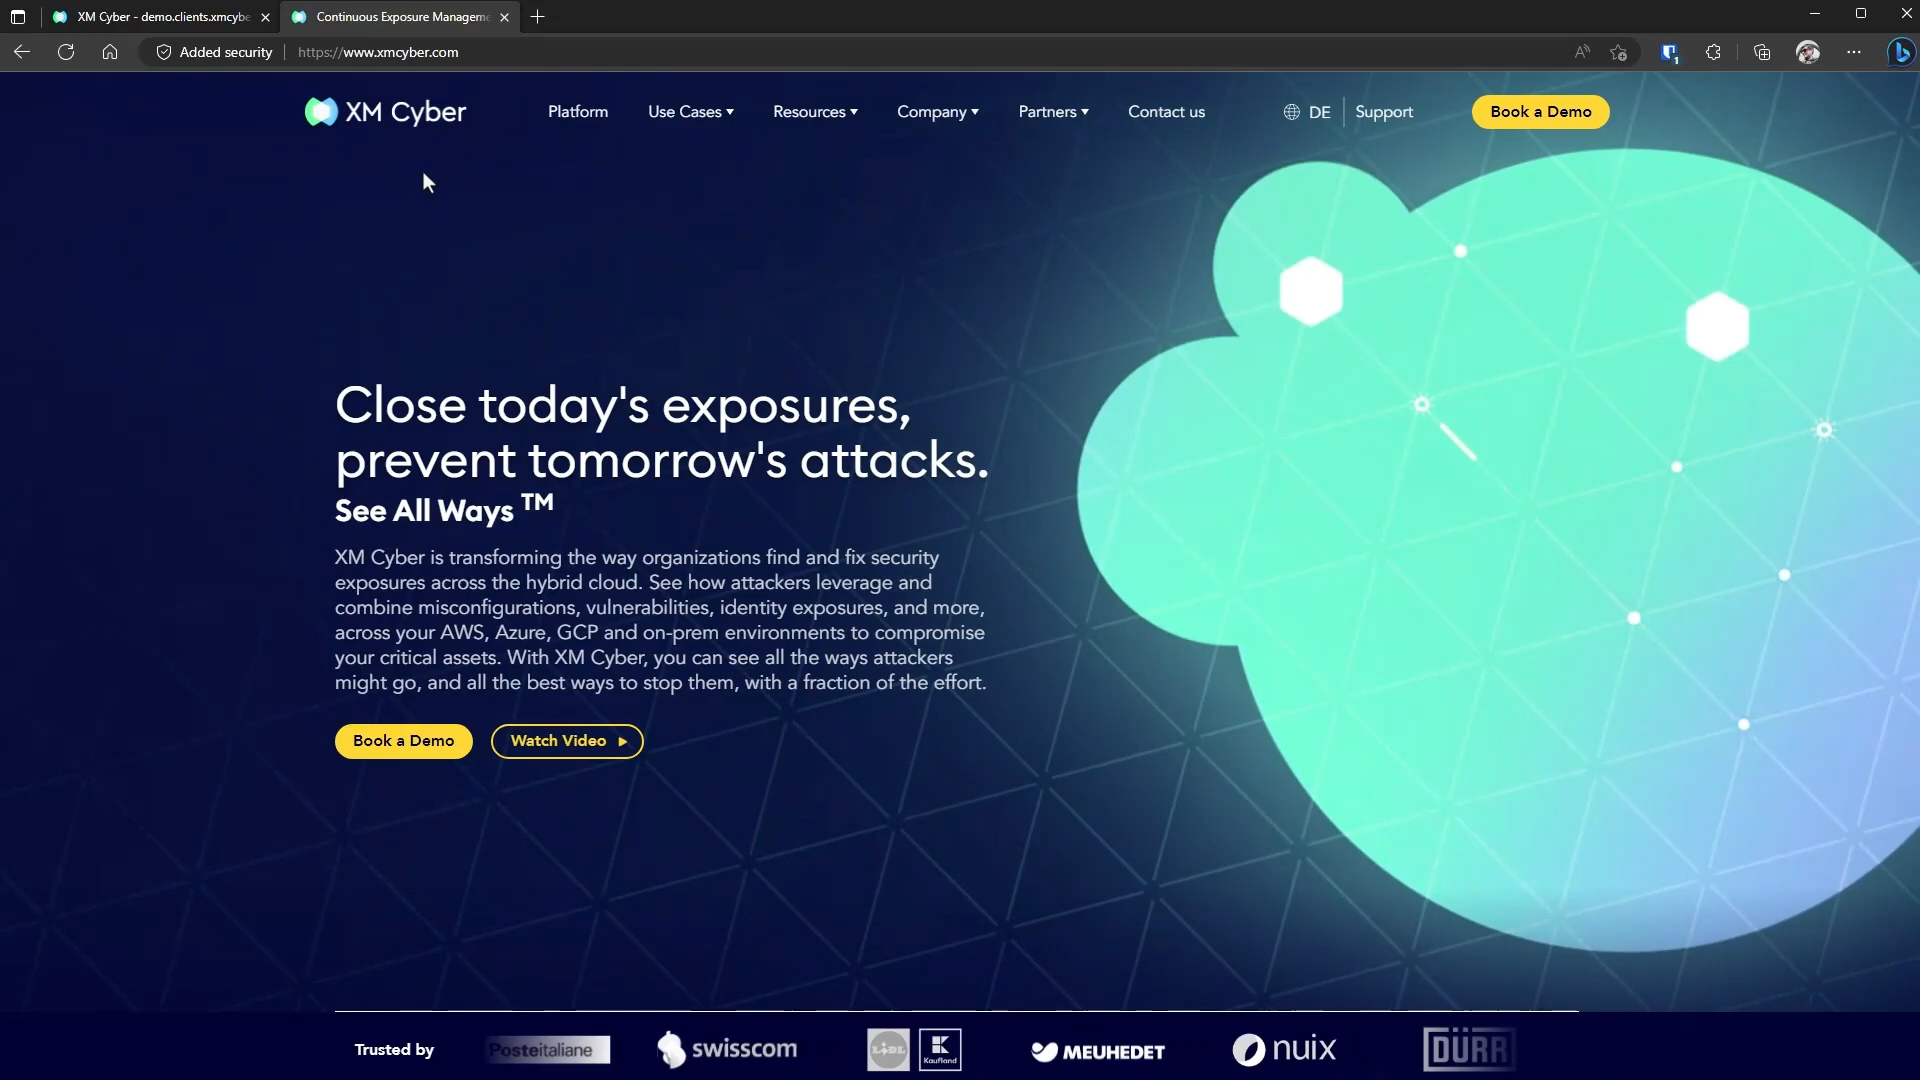 XM Cyber - demo.clients.xmcybe
Continuous Exposure Manageme
Added security
https://www.xmcyber.com
1
XM Cyber
Platform
Use Cases
Resources
Company
Partners
Contact us
DE
Support
Book a Demo
Close today's exposures,
prevent tomorrow's attacks.
See All Ways TM
XM Cyber is transforming the way organizations find and fix security
exposures across the hybrid cloud. See how attackers leverage and
combine misconfigurations, vulnerabilities, identity exposures, and more,
across your AWS, Azure, GCP and on-prem environments to compromise
your critical assets. With XM Cyber, you can see all the ways attackers
might go, and all the best ways to stop them, with a fraction of the effort.
Book a Demo
Watch Video
Trusted by
Posteitaliane
swisscom
LIDL
K
Kaufland
MEUHEDET
nuix
DÜRR